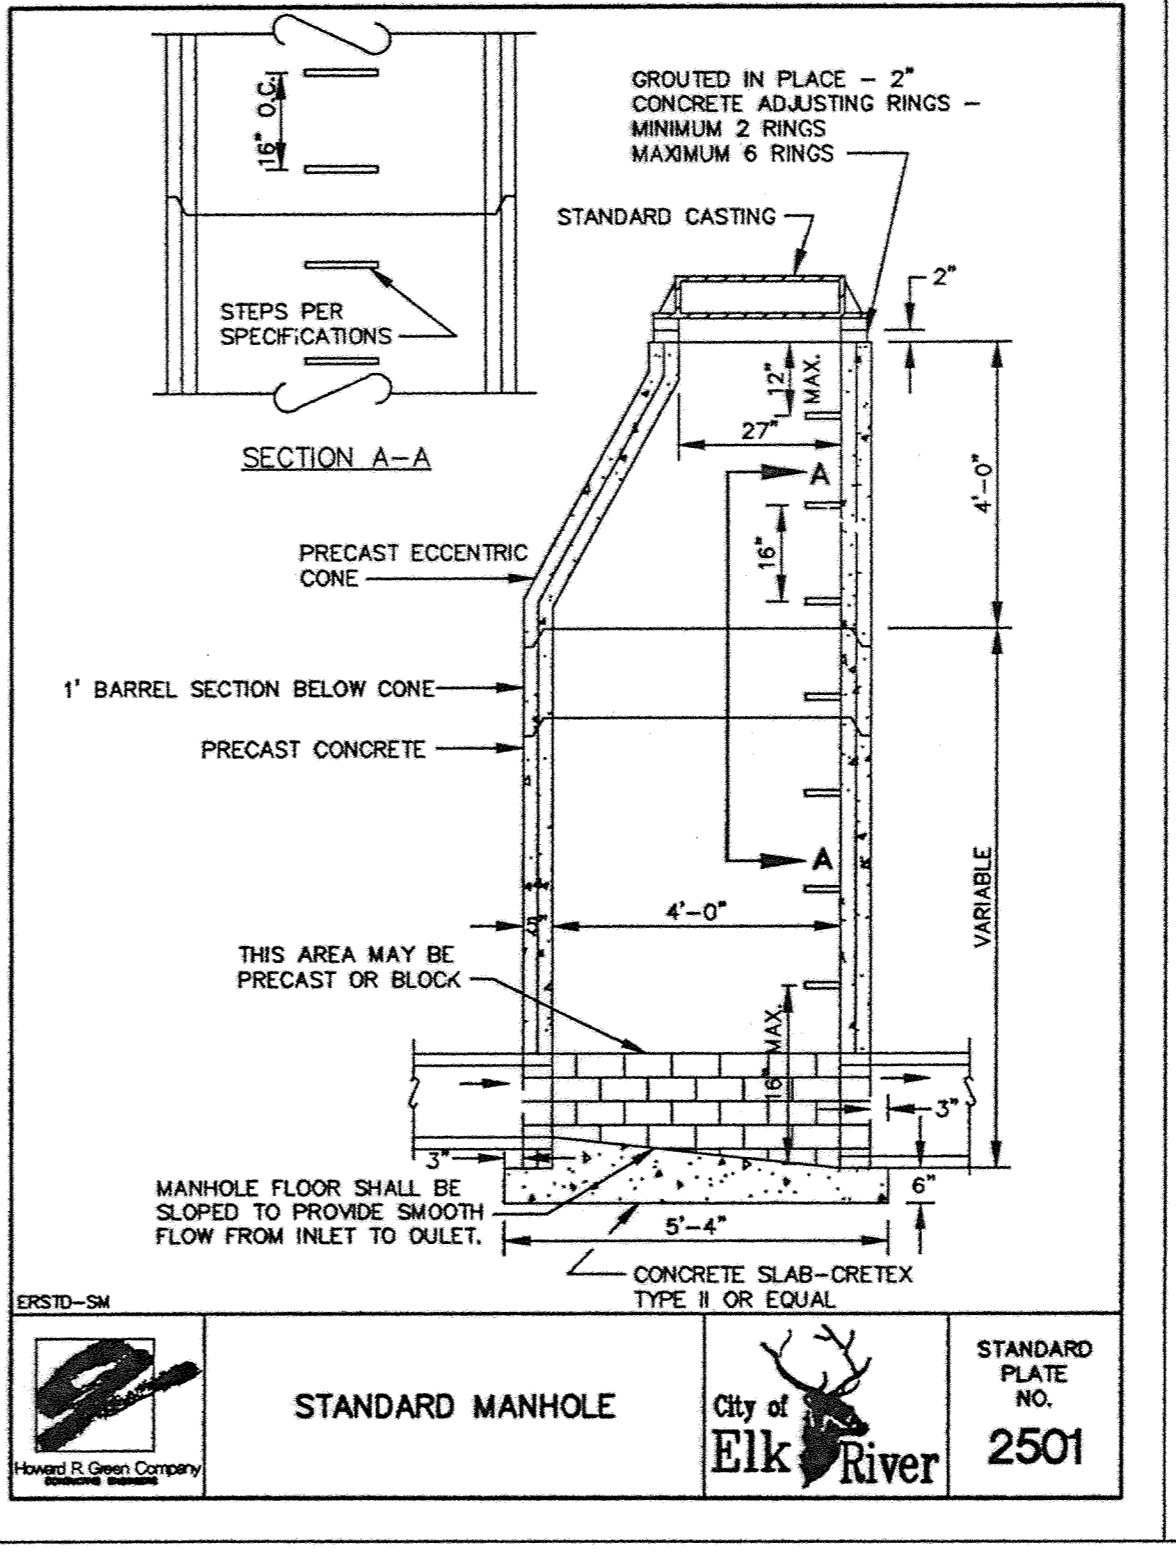 GROUTED IN PLACE - 2"
CONCRETE ADJUSTING RINGS -
MINIMUM 2 RINGS
MAXIMUM 6 RINGS
16" O.C.
STANDARD CASTING
2"
STEPS PER
SPECIFICATIONS
12"
MAX.
27"
SECTION A-A
A
4'-0"
16"
PRECAST ECCENTRIC
CONE
1' BARREL SECTION BELOW CONE
PRECAST CONCRETE
A
VARIABLE
4'-0"
5"
THIS AREA MAY BE
PRECAST OR BLOCK
16" MAX.
3"
3"
6"
MANHOLE FLOOR SHALL BE
SLOPED TO PROVIDE SMOOTH
FLOW FROM INLET TO OULET.
5'-4"
CONCRETE SLAB-CRETEX
TYPE II OR EQUAL
ERSTD-SM
Howard R. Green Company
CONSULTING ENGINEERS
STANDARD MANHOLE
City of
Elk River
STANDARD
PLATE
NO.
2501